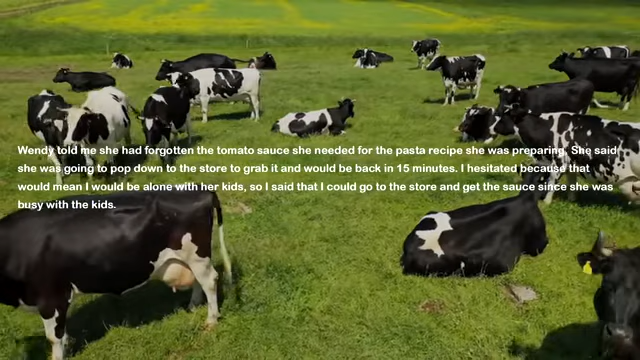 Wendy told me she had forgotten the tomato sauce she needed for the pasta recipe she was preparing. She said
she was going to pop down to the store to grab it and would be back in 15 minutes. I hesitated because that
would mean I would be alone with her kids, so I said that I could go to the store and get the sauce since she was
busy with the kids.